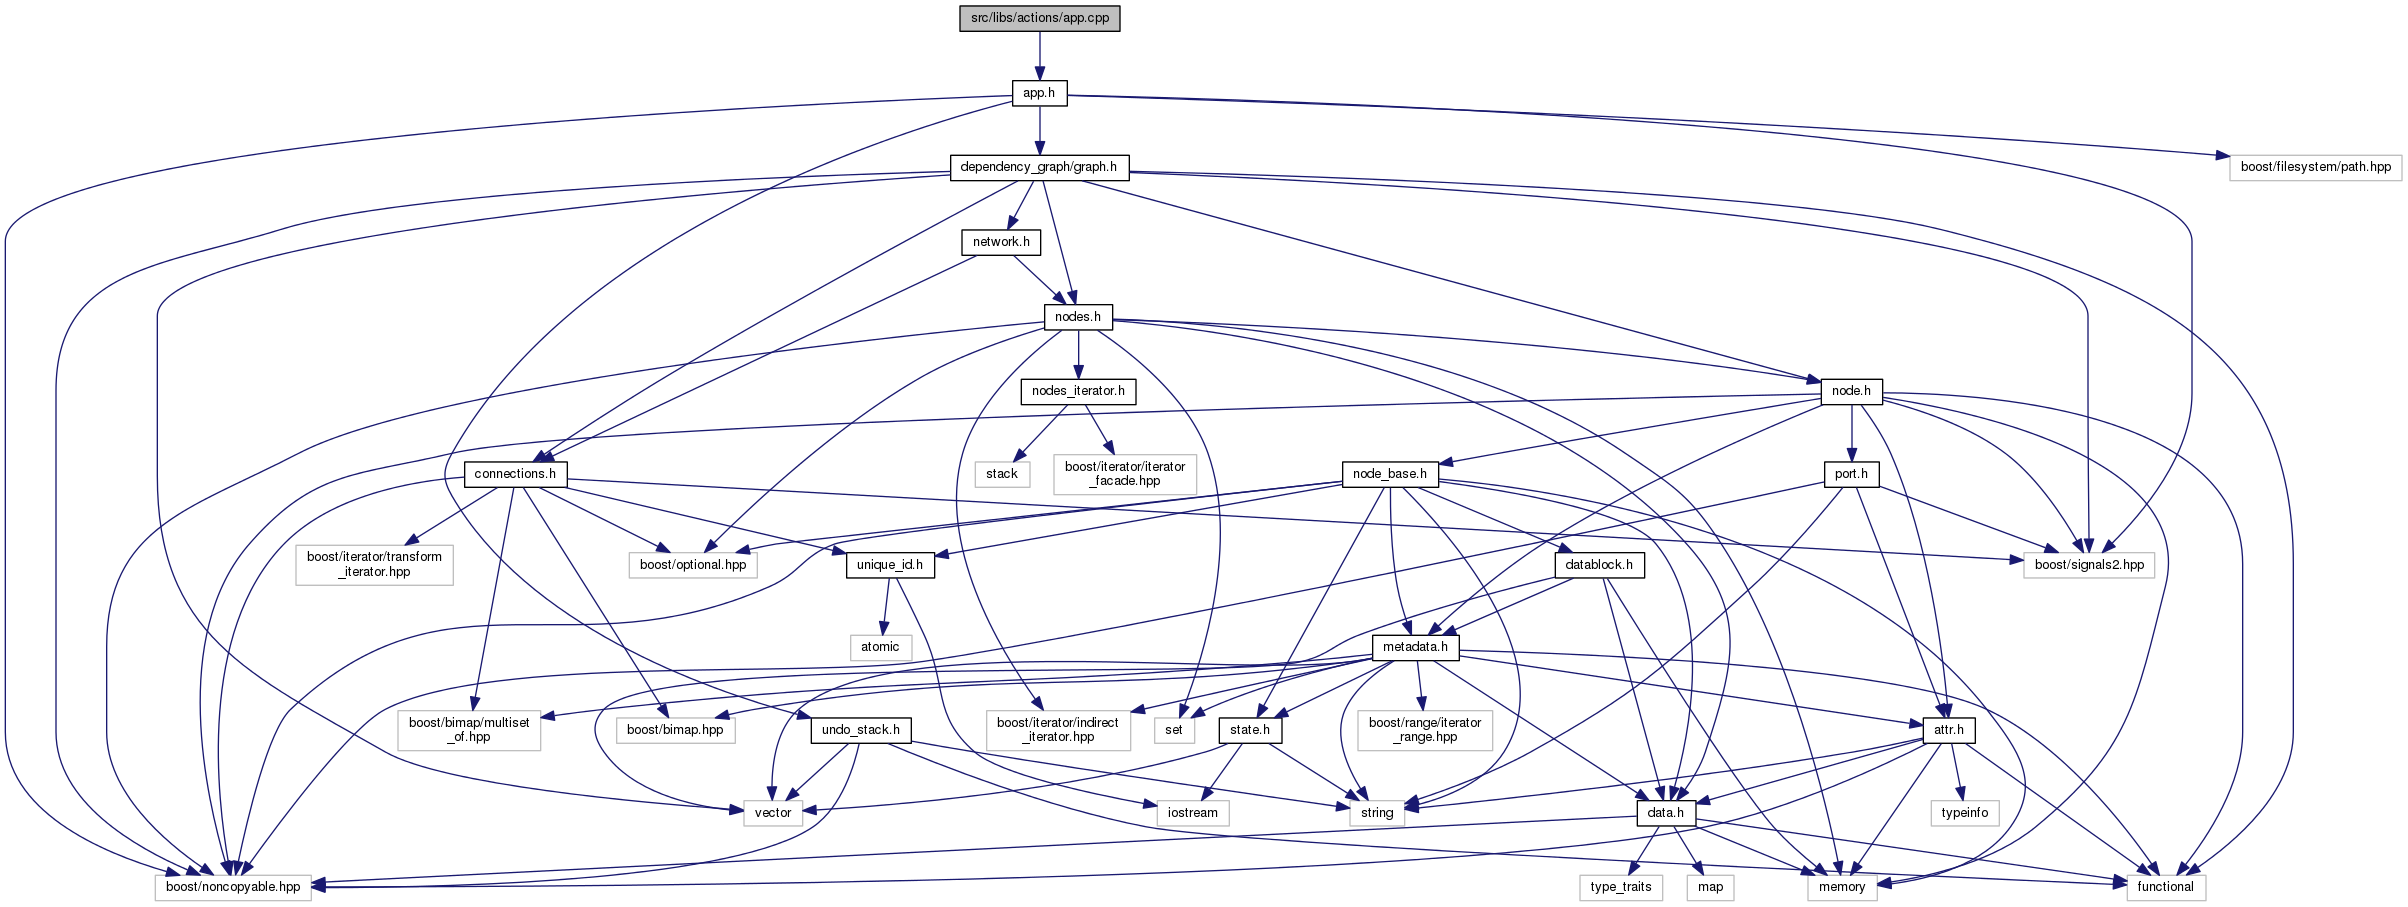 src/libs/actions/app.cpp
app.h
dependency_graph/graph.h
boost/filesystem/path.hpp
network.h
nodes.h
nodes_iterator.h
node.h
connections.h
stack
boost/iterator/iterator
_facade.hpp
node_base.h
port.h
boost/iterator/transform
_iterator.hpp
boost/optional.hpp
unique_id.h
datablock.h
boost/signals2.hpp
atomic
metadata.h
boost/bimap/multiset
_of.hpp
boost/bimap.hpp
undo_stack.h
boost/iterator/indirect
_iterator.hpp
set
state.h
boost/range/iterator
_range.hpp
attr.h
vector
iostream
string
data.h
typeinfo
boost/noncopyable.hpp
type_traits
map
memory
functional